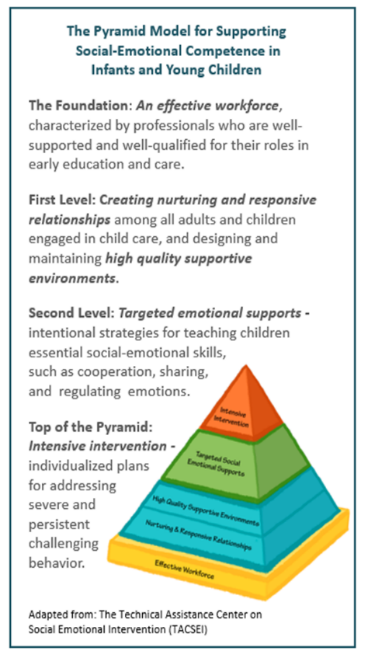 The Pyramid Model for Supporting
Social-Emotional Competence in
Infants and Young Children
The Foundation: An effective workforce,
characterized by professionals who are well-
supported and well-qualified for their roles in
early education and care.
First Level: Creating nurturing and responsive
relationships among all adults and children
engaged in child care, and designing and
maintaining high quality supportive
environments.
Second Level: Targeted emotional supports -
intentional strategies for teaching children
essential social-emotional skills,
such as cooperation, sharing,
and regulating emotions.
Top of the Pyramid:
Intensive intervention -
individualized plans
for addressing
severe and
persistent
challenging
behavior.
Intensive
Intervention
Targeted Social
Emotional Supports
High Quality Supportive Environments
Nurturing & Responsive Relationships
Effective Workforce
Adapted from: The Technical Assistance Center on
Social Emotional Intervention (TACSEI)